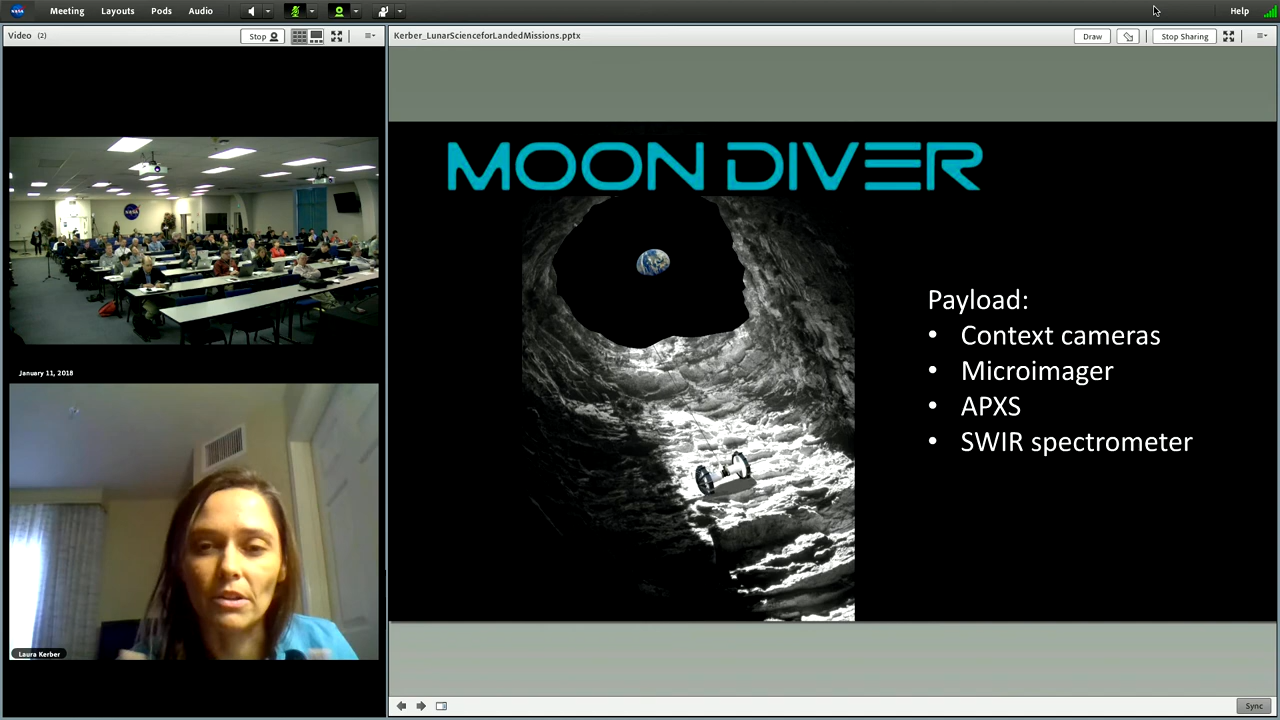 Meeting Layouts Pods Audio Help
Video (2) Stop
Kerber_LunarScienceforLandedMissions.pptx Draw Stop Sharing
NASA
January 11, 2018
Laura Kerber
MOON DIVER
Payload:
• Context cameras
• Microimager
• APXS
• SWIR spectrometer
Sync